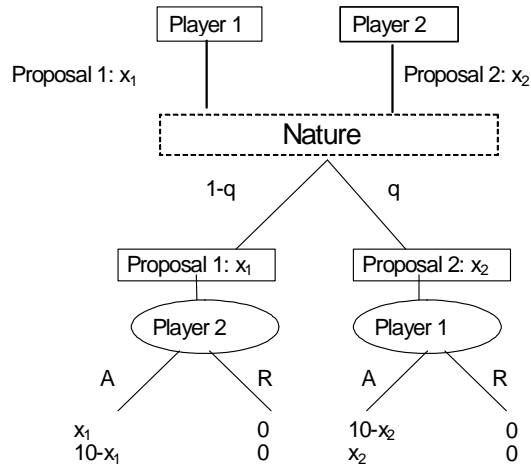 Player 1 Player 2
Proposal 1: x₁ Proposal 2: x₂
Nature
1-q q
Proposal 1: x₁ Proposal 2: x₂
Player 2 Player 1
A R A R
x₁ 0 10-x₂ 0
10-x₁ 0 x₂ 0